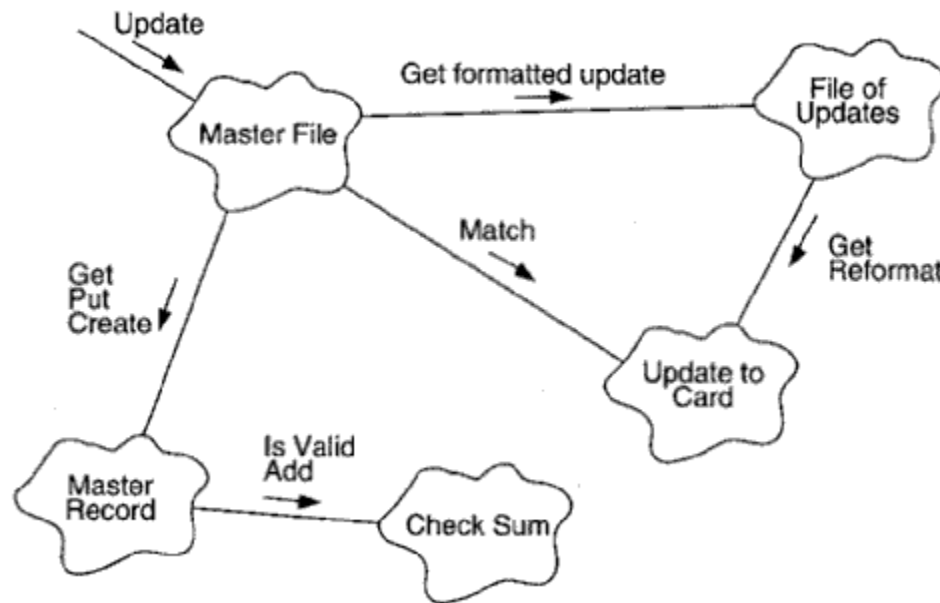 Update
Get formatted update
File of
Updates
Master File
Match
Get
Reformat
Get
Put
Create
Update to
Card
Is Valid
Add
Master
Record
Check Sum